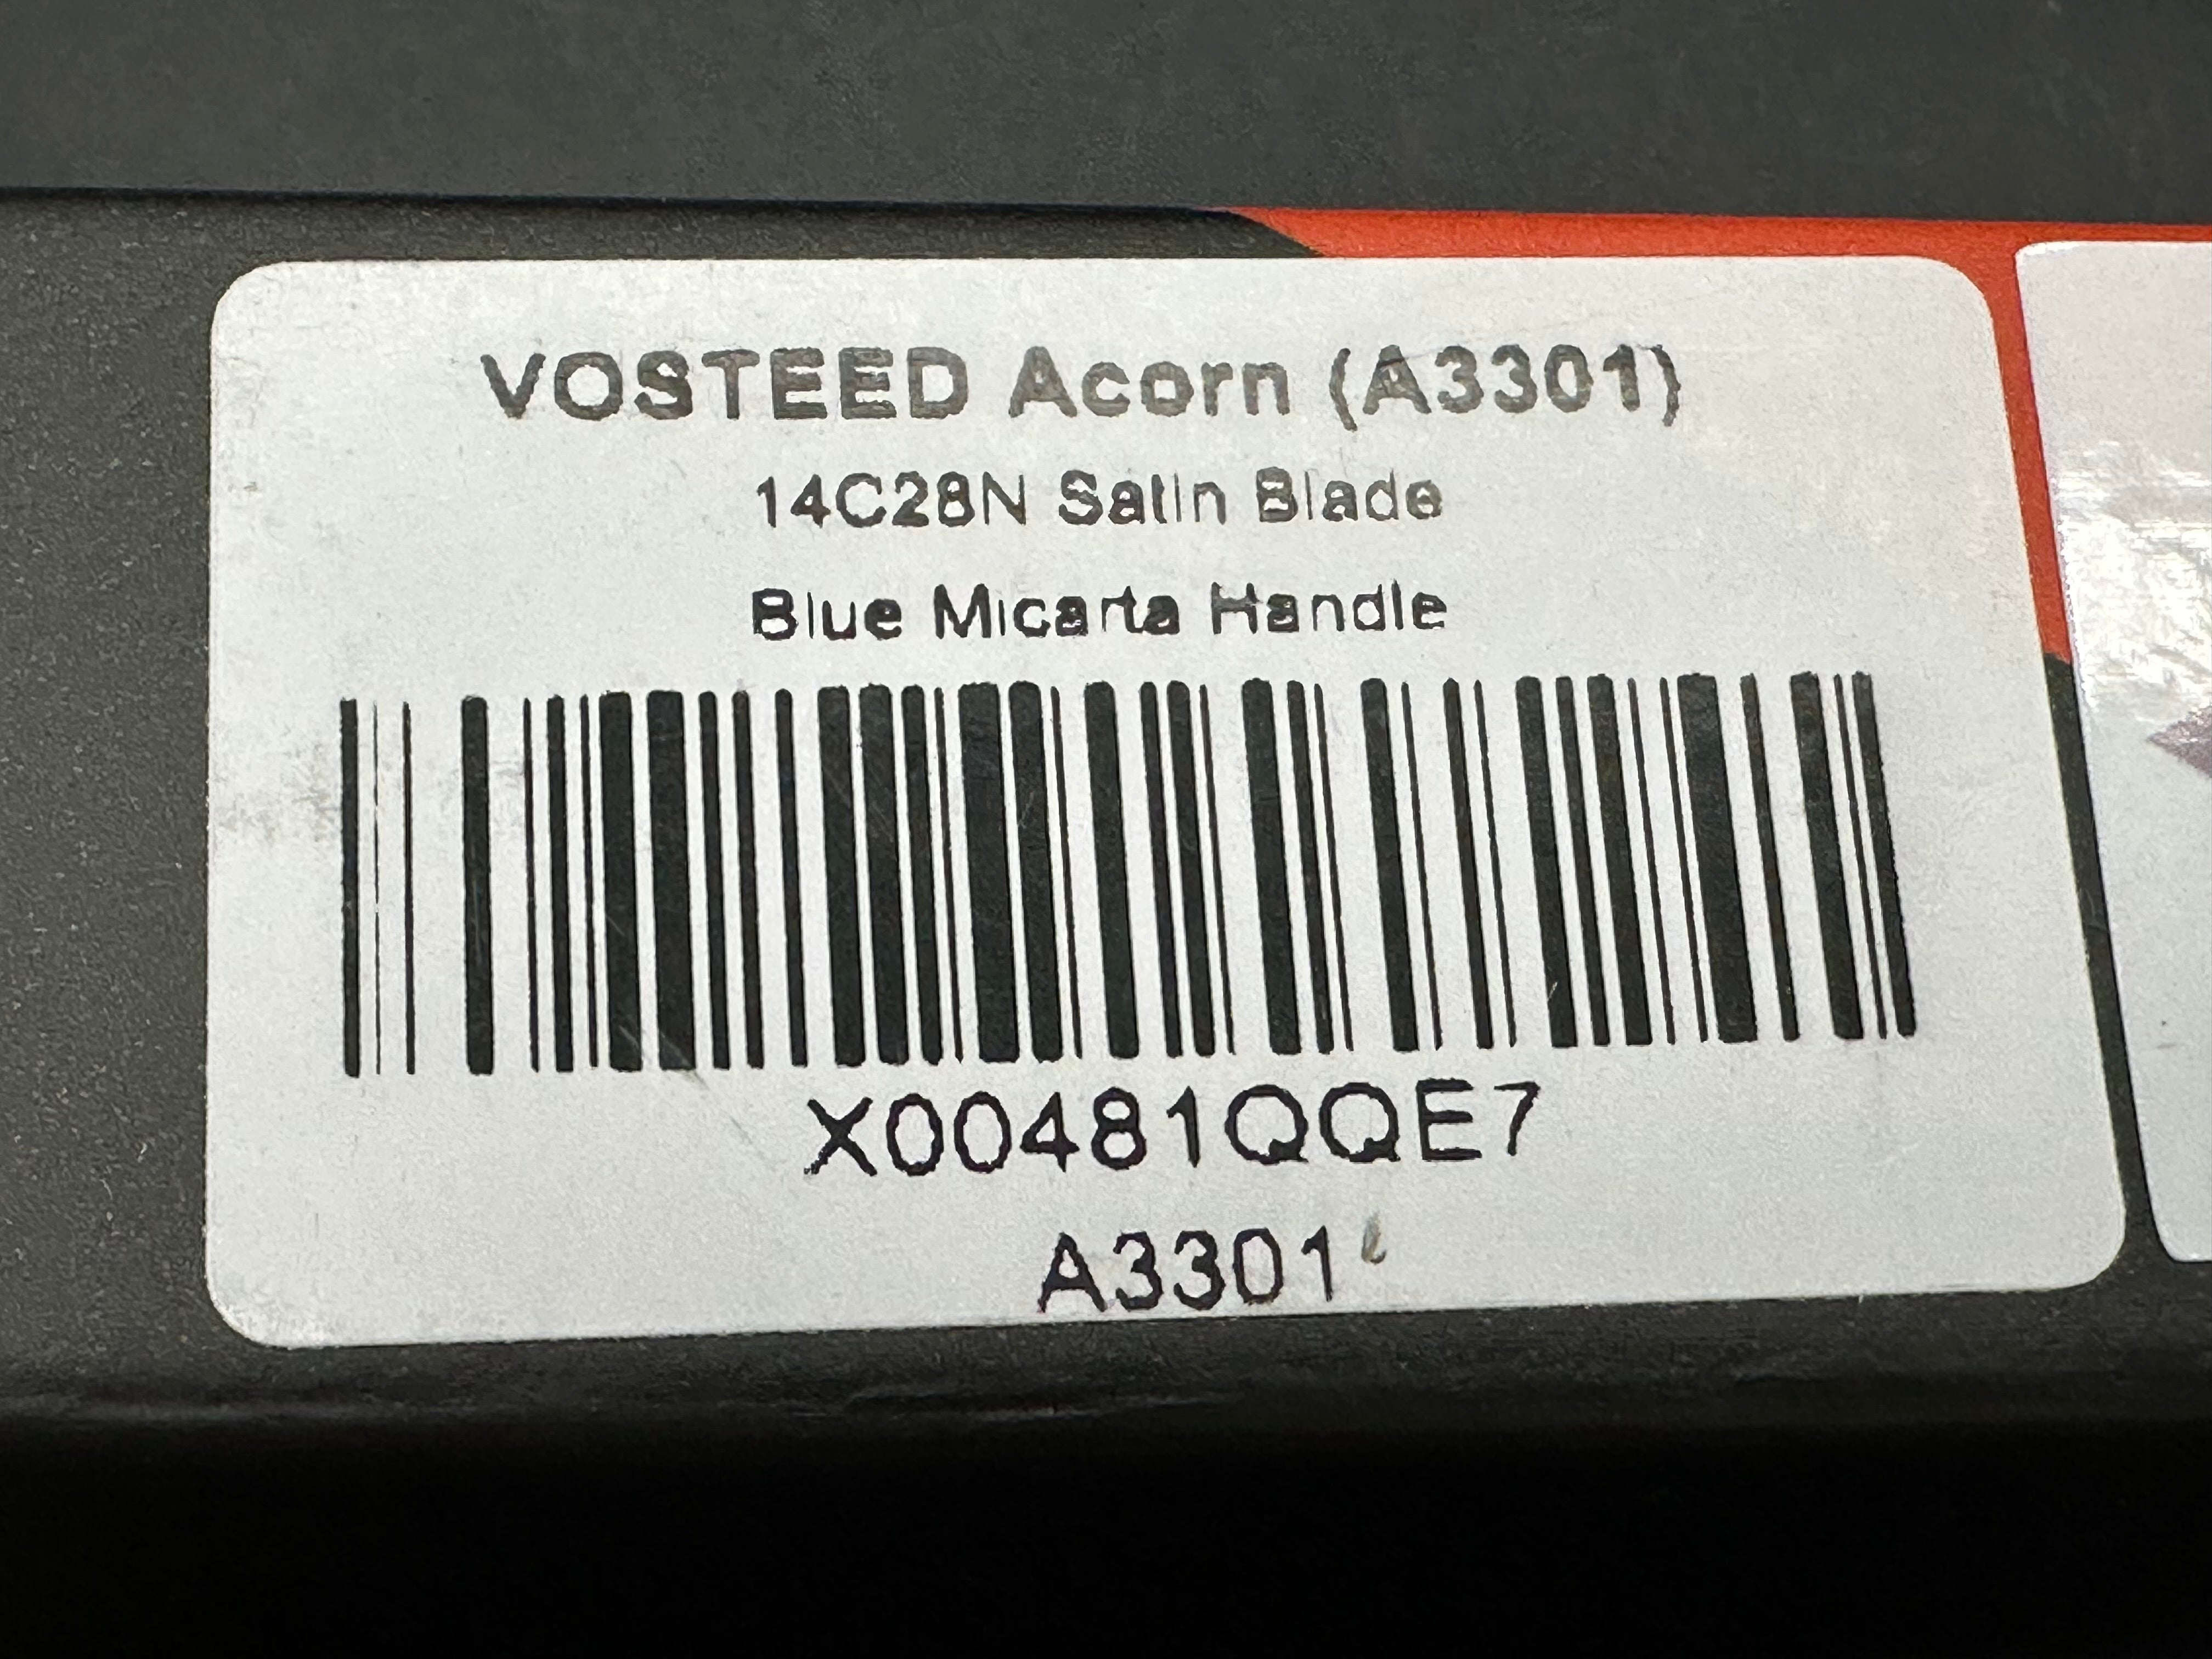 VOSTEED Acorn (A3301)
14C28N Satin Blade
Blue Micarta Handle
X00481QQE7
A3301